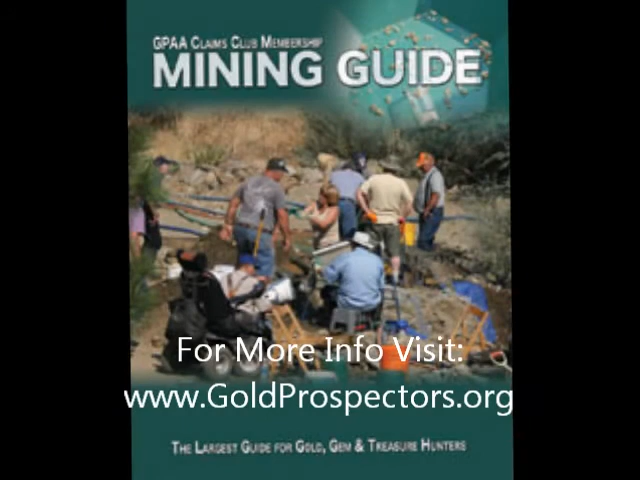 GPAA Claims Club Membership
MINING GUIDE
For More Info Visit:
www.GoldProspectors.org
The Largest Guide for Gold, Gem & Treasure Hunters